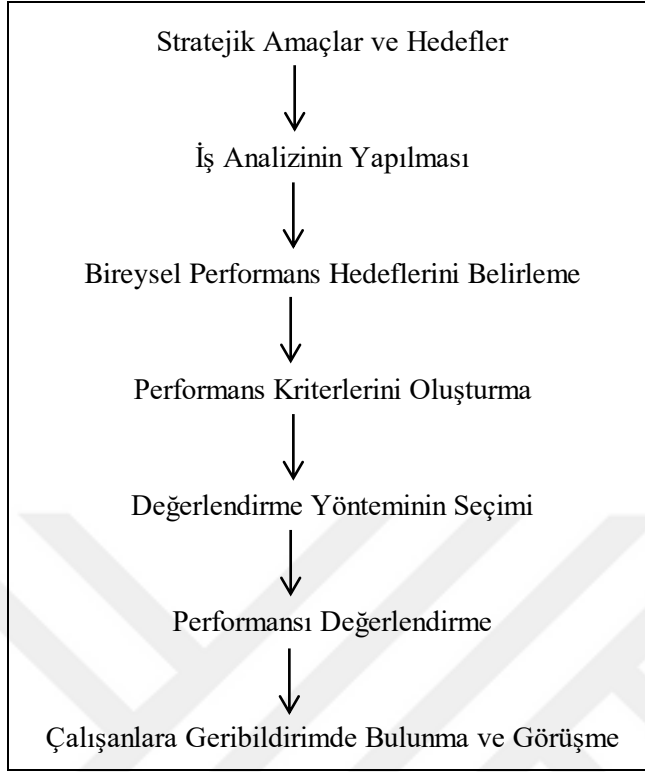 Stratejik Amaçlar ve Hedefler
İş Analizinin Yapılması
Bireysel Performans Hedeflerini Belirleme
Performans Kriterlerini Oluşturma
Değerlendirme Yönteminin Seçimi
Performansı Değerlendirme
Çalışanlara Geribildirimde Bulunma ve Görüşme